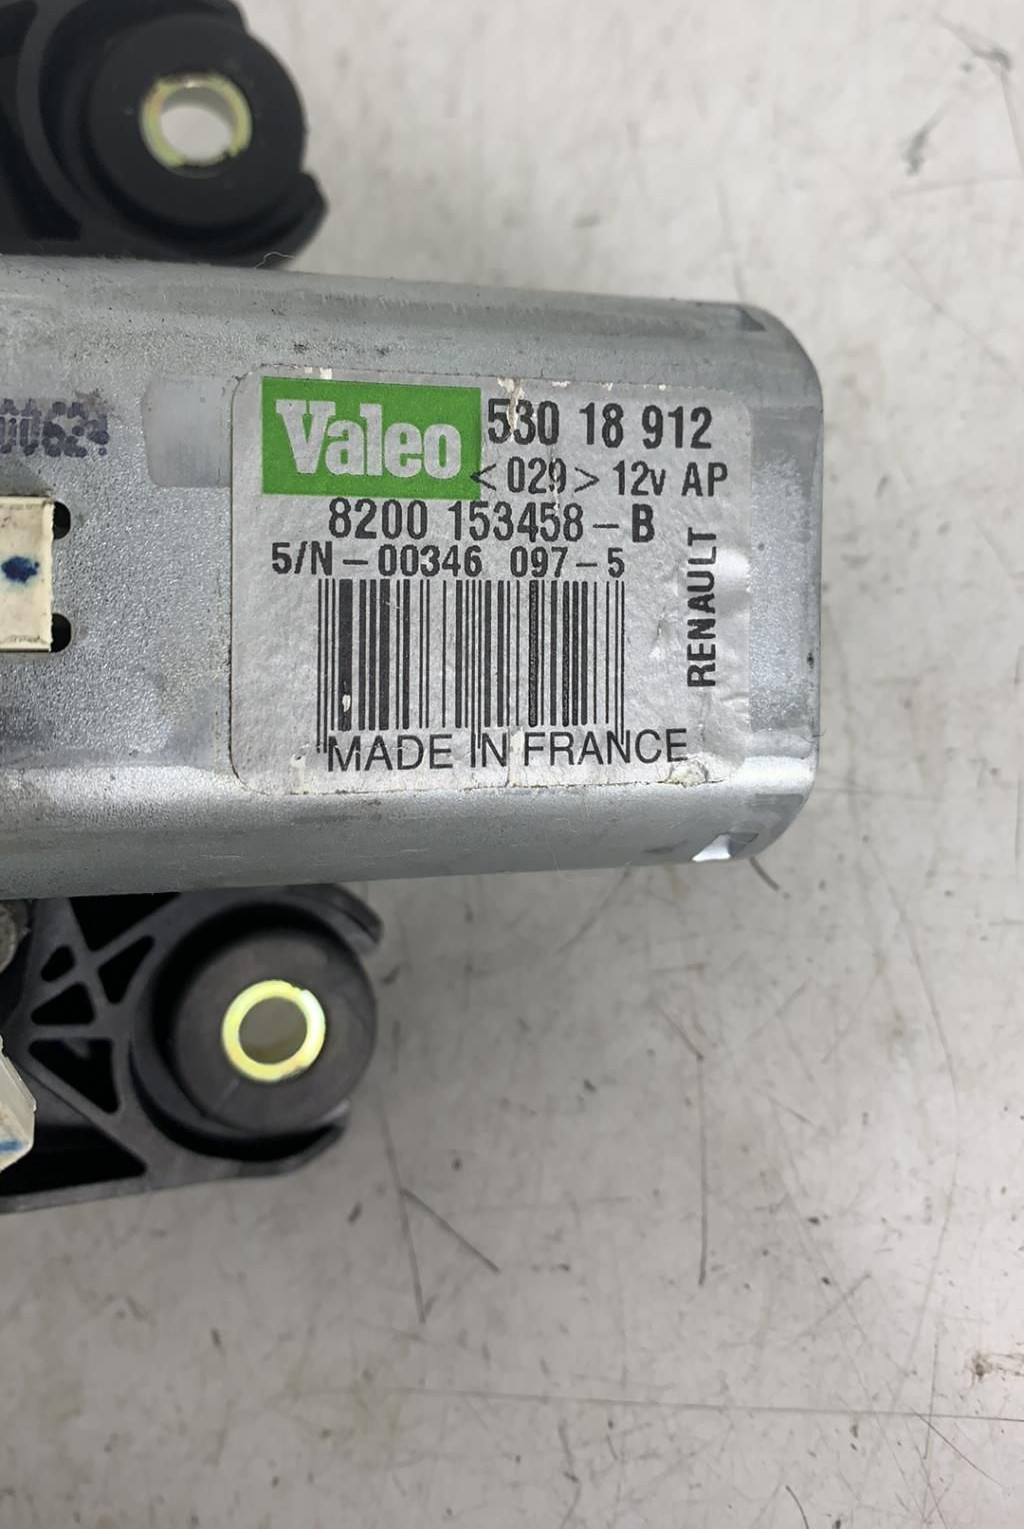 Valeo 530 18 912
<029> 12v AP
8200 153458-B
S/N-00346 097-5
RENAULT
MADE IN FRANCE